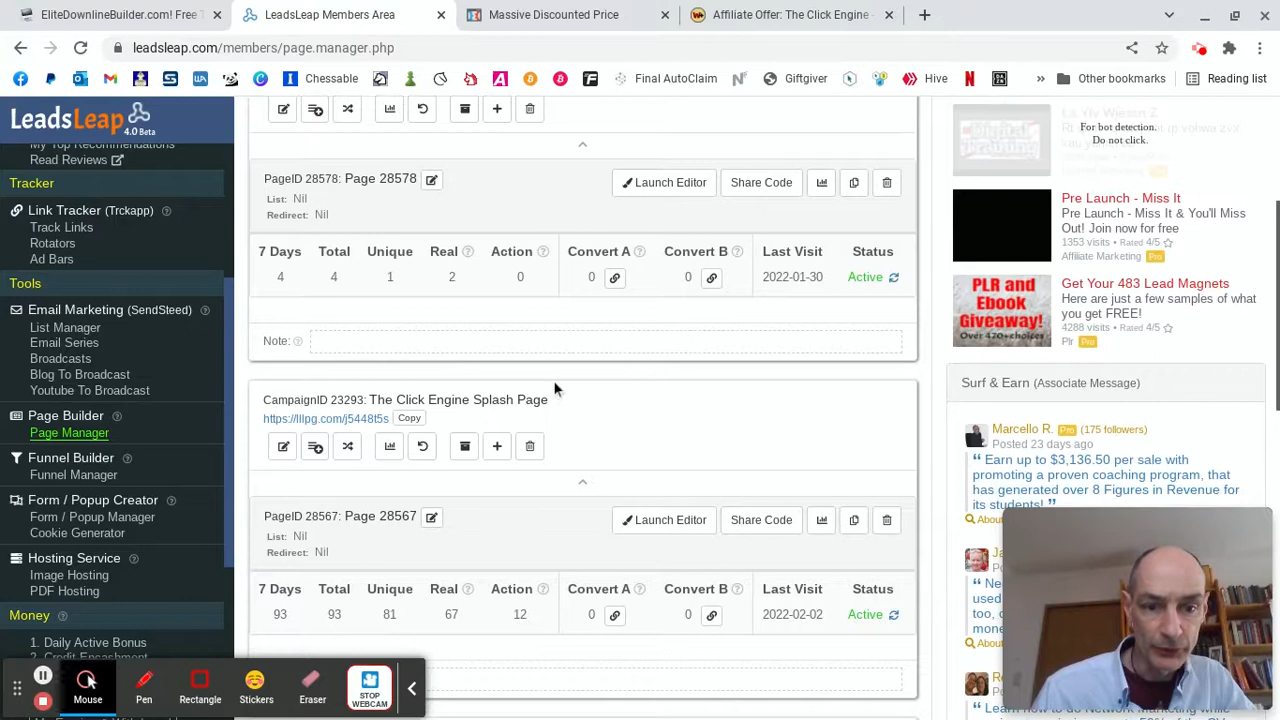 EliteDownlineBuilder.com! Free T
LeadsLeap Members Area
Massive Discounted Price
Affiliate Offer: The Click Engine -
leadsleap.com/members/page.manager.php
Chessable
Final AutoClaim
Giftgiver
Hive
Other bookmarks
Reading list
LeadsLeap
4.0 Beta
My Top Recommendations
Read Reviews
Tracker
Link Tracker (Trckapp)
Track Links
Rotators
Ad Bars
Tools
Email Marketing (SendSteed)
List Manager
Email Series
Broadcasts
Blog To Broadcast
Youtube To Broadcast
Page Builder
Page Manager
Funnel Builder
Funnel Manager
Form / Popup Creator
Form / Popup Manager
Cookie Generator
Hosting Service
Image Hosting
PDF Hosting
Money
1. Daily Active Bonus
2. Credit Encashment
PageID 28578: Page 28578
Launch Editor
Share Code
List: Nil
Redirect: Nil
7 Days Total Unique Real Action Convert A Convert B Last Visit Status
4 4 1 2 0 0 0 2022-01-30 Active
Note:
CampaignID 23293: The Click Engine Splash Page
https://lllpg.com/j5448t5s Copy
PageID 28567: Page 28567
Launch Editor
Share Code
List: Nil
Redirect: Nil
7 Days Total Unique Real Action Convert A Convert B Last Visit Status
93 93 81 67 12 0 0 2022-02-02 Active
For bot detection.
Do not click.
Pre Launch - Miss It
Pre Launch - Miss It & You'll Miss
Out! Join now for free
1353 visits • Rated 4/5
Affiliate Marketing Pro
PLR and
Ebook
Giveaway!
Over 470+choices!
Get Your 483 Lead Magnets
Here are just a few samples of what
you get FREE!
4288 visits • Rated 4/5
Plr Pro
Surf & Earn (Associate Message)
Marcello R. Pro (175 followers)
Posted 23 days ago
Earn up to $3,136.50 per sale with
promoting a proven coaching program, that
has generated over 8 Figures in Revenue for
its students!
Mouse
Pen
Rectangle
Stickers
Eraser
STOP
WEBCAM